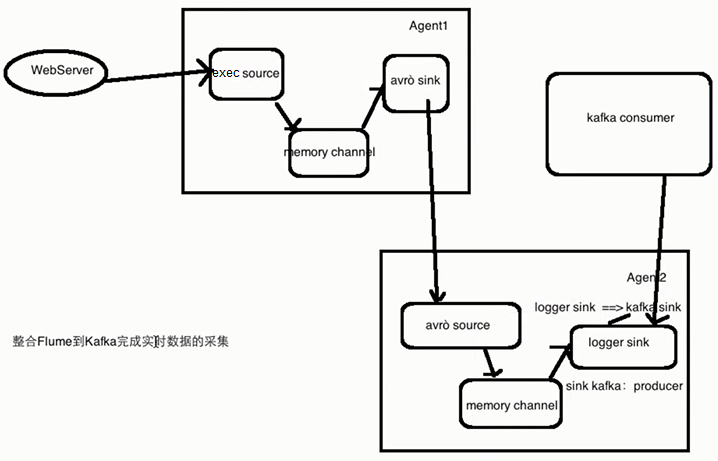 Agent1
WebServer
exec source
avrò sink
memory channel
kafka consumer
Agent2
logger sink ==> kafka sink
avrò source
logger sink
sink kafka：producer
memory channel
整合Flume到Kafka完成实时数据的采集